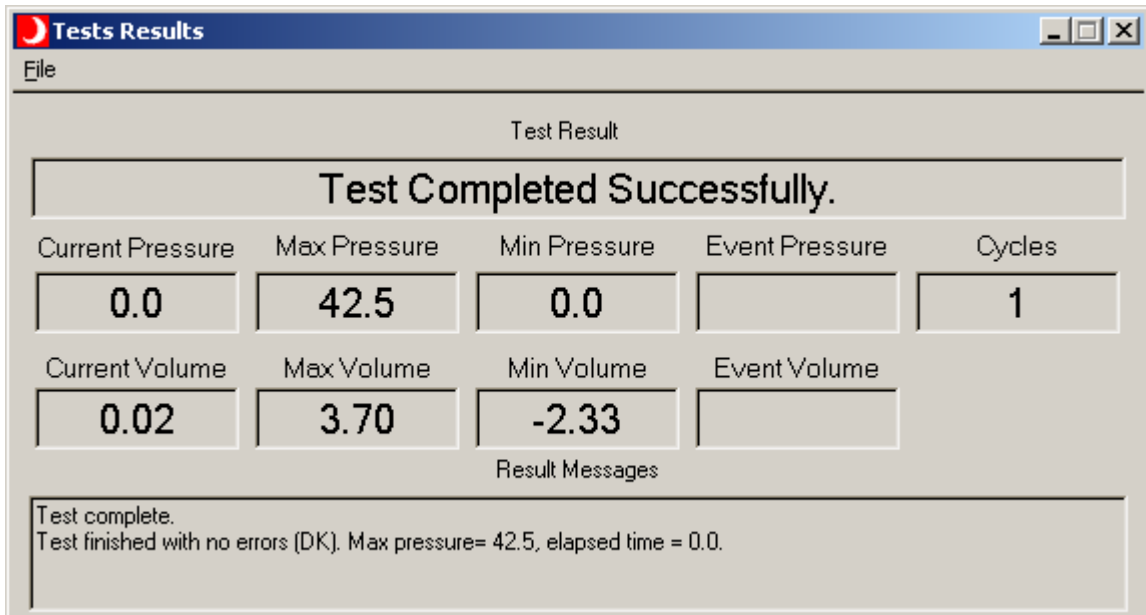 Tests Results
File
Test Result
Test Completed Successfully.
Current Pressure Max Pressure Min Pressure Event Pressure Cycles
0.0 42.5 0.0 1
Current Volume Max Volume Min Volume Event Volume
0.02 3.70 -2.33
Result Messages
Test complete.
Test finished with no errors (DK). Max pressure= 42.5, elapsed time = 0.0.